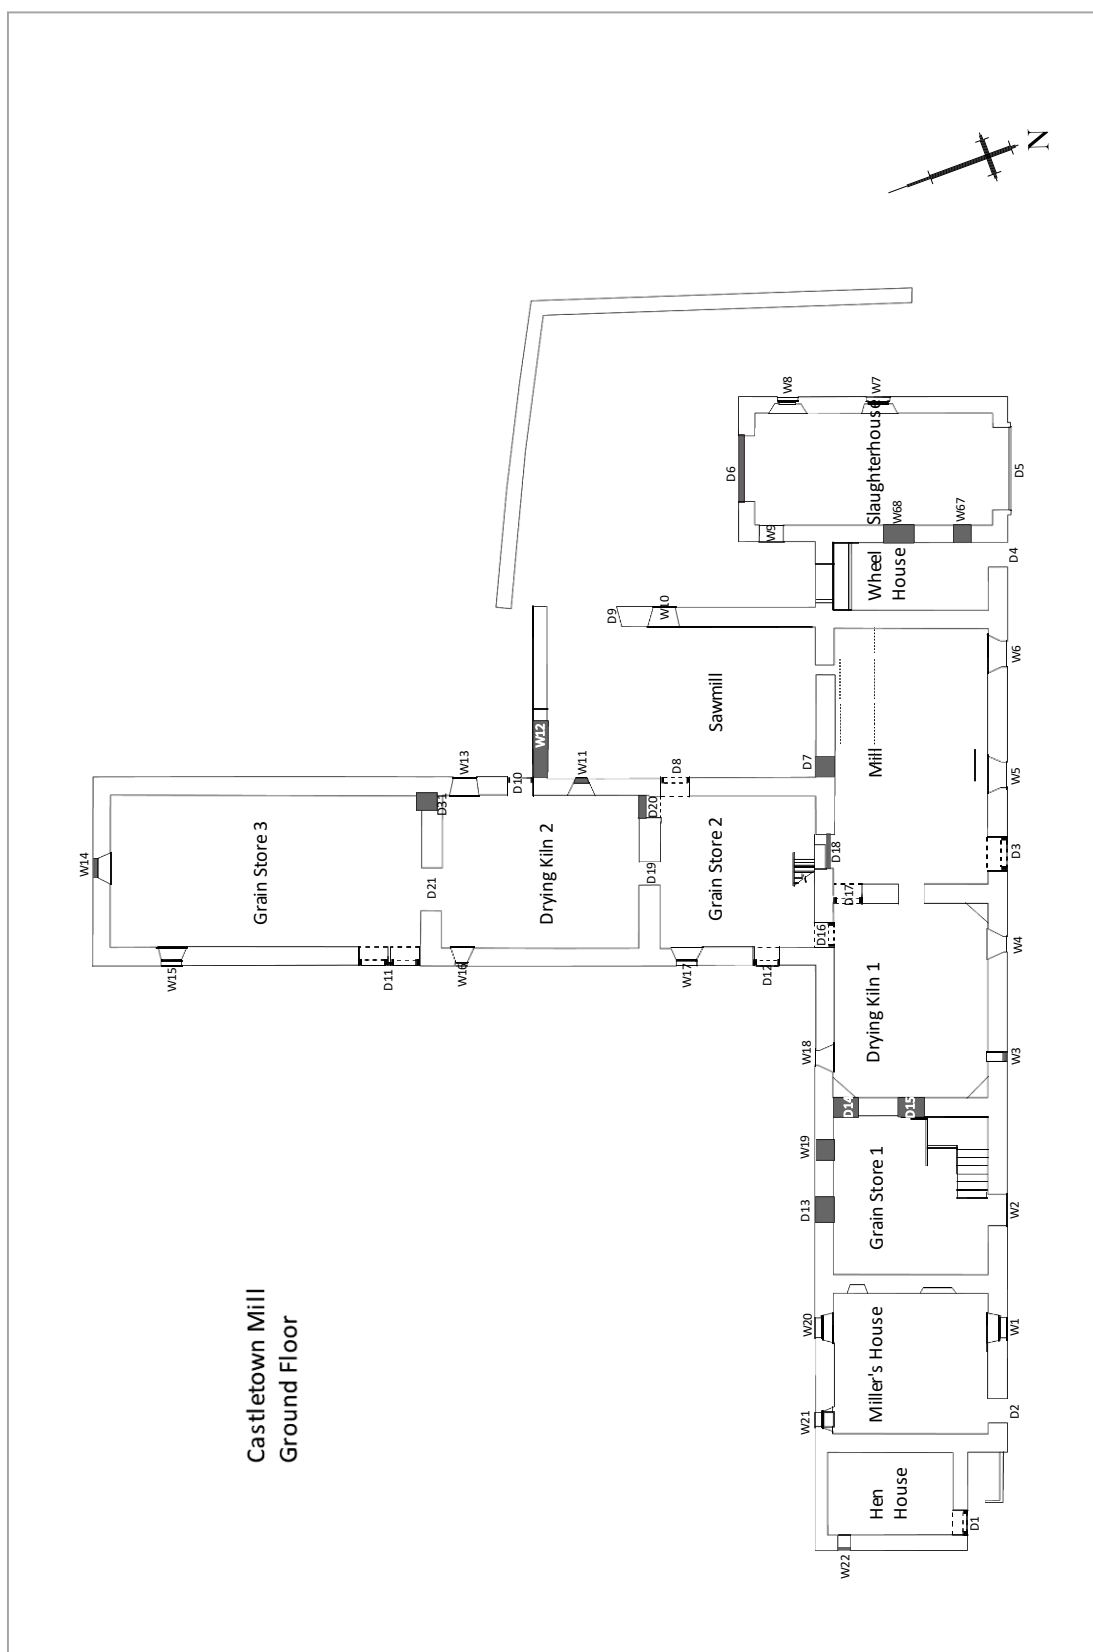 Castletown Mill
Ground Floor
N
W14
W15
Grain Store 3
D11
D21
D31
W13
W16
Drying Kiln 2
D10
W12
W11
D19
D20
D8
W17
Grain Store 2
D12
Sawmill
D9
W10
D7
D18
D17
D16
D6
W8
W7
Slaughterhouse
W9
W68
W67
D5
Wheel
House
D4
Mill
W6
W5
D3
W4
Drying Kiln 1
W18
W3
D14
D15
W19
D13
Grain Store 1
W2
W20
Miller's House
W1
W21
D2
Hen
House
D1
W22